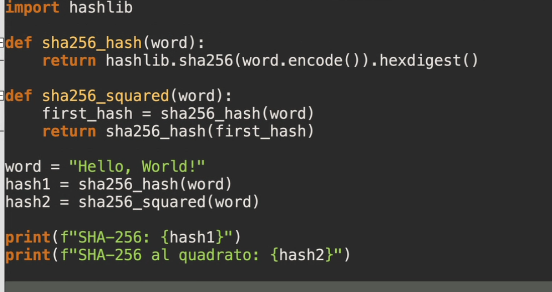 import hashlib
def sha256_hash(word):
    return hashlib.sha256(word.encode()).hexdigest()
def sha256_squared(word):
    first_hash = sha256_hash(word)
    return sha256_hash(first_hash)
word = "Hello, World!"
hash1 = sha256_hash(word)
hash2 = sha256_squared(word)
print(f"SHA-256: {hash1}")
print(f"SHA-256 al quadrato: {hash2}")